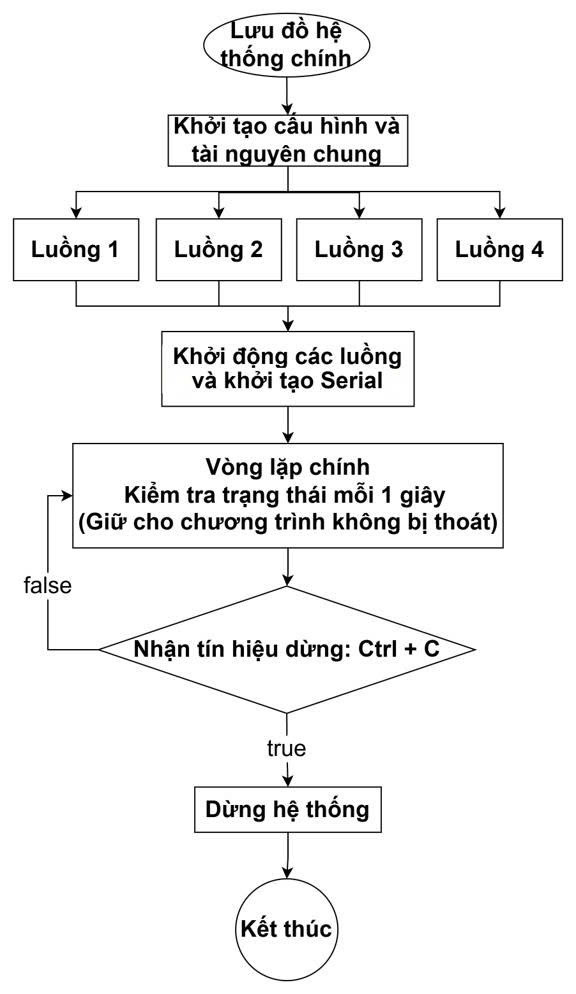 Lưu đồ hệ
thống chính
Khởi tạo cấu hình và
tài nguyên chung
Luồng 1
Luồng 2
Luồng 3
Luồng 4
Khởi động các luồng
và khởi tạo Serial
Vòng lặp chính
Kiểm tra trạng thái mỗi 1 giây
(Giữ cho chương trình không bị thoát)
false
Nhận tín hiệu dừng: Ctrl + C
true
Dừng hệ thống
Kết thúc